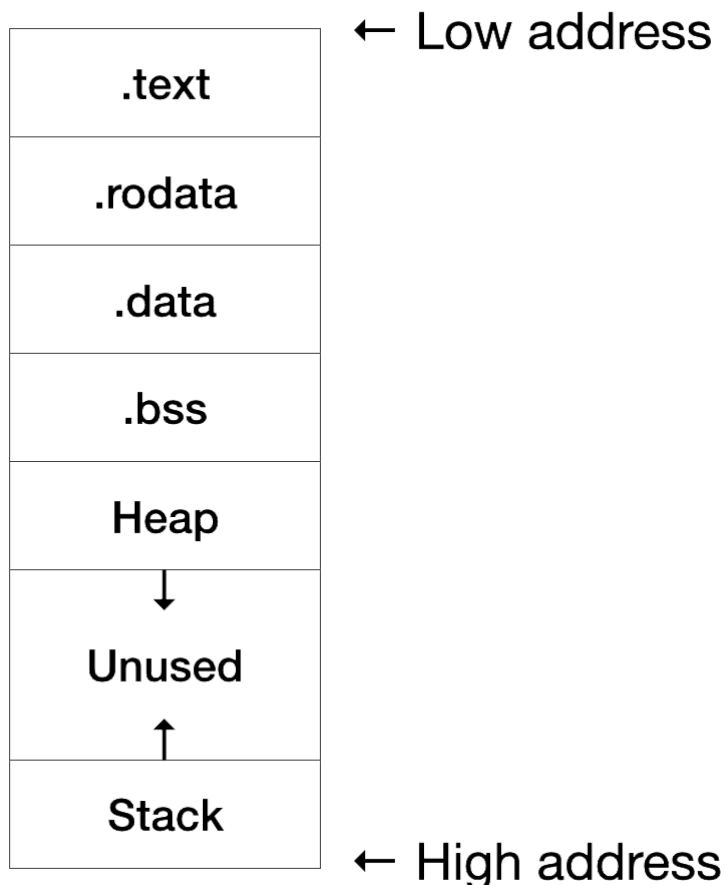 ← Low address
.text
.rodata
.data
.bss
Heap
Unused
Stack
← High address